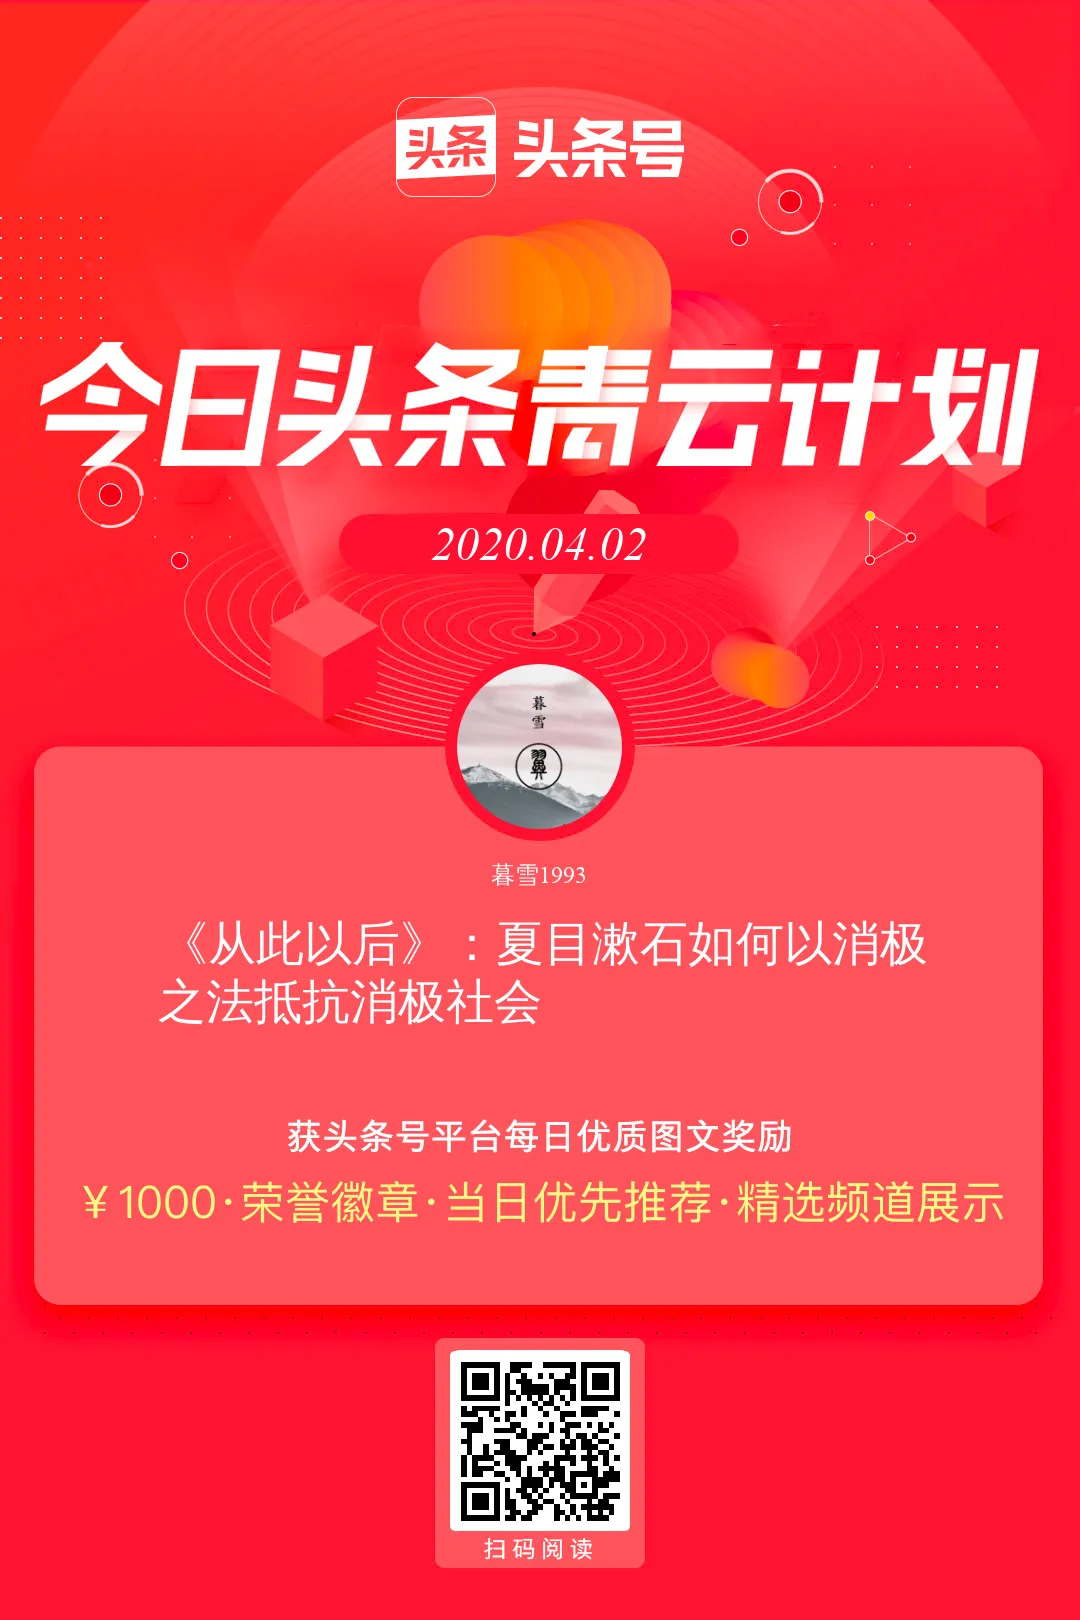 头条 头条号
今日头条青云计划
2020.04.02
暮
雪
翼
暮雪1993
《从此以后》：夏目漱石如何以消极
之法抵抗消极社会
获头条号平台每日优质图文奖励
￥1000·荣誉徽章·当日优先推荐·精选频道展示
扫码阅读